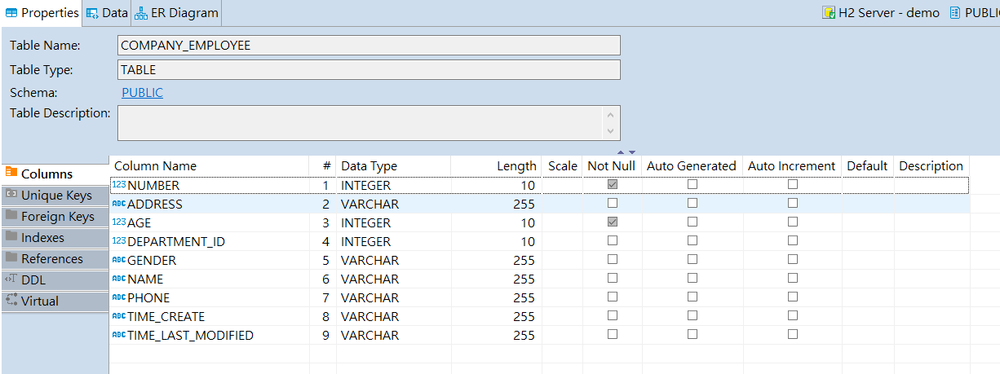 Properties Data ER Diagram H2 Server - demo PUBLI
Table Name: COMPANY_EMPLOYEE
Table Type: TABLE
Schema: PUBLIC
Table Description:
Column Name # Data Type Length Scale Not Null Auto Generated Auto Increment Default Description
Columns
Unique Keys
Foreign Keys
Indexes
References
DDL
Virtual
123 NUMBER 1 INTEGER 10
ABC ADDRESS 2 VARCHAR 255
123 AGE 3 INTEGER 10
123 DEPARTMENT_ID 4 INTEGER 10
ABC GENDER 5 VARCHAR 255
ABC NAME 6 VARCHAR 255
ABC PHONE 7 VARCHAR 255
ABC TIME_CREATE 8 VARCHAR 255
ABC TIME_LAST_MODIFIED 9 VARCHAR 255